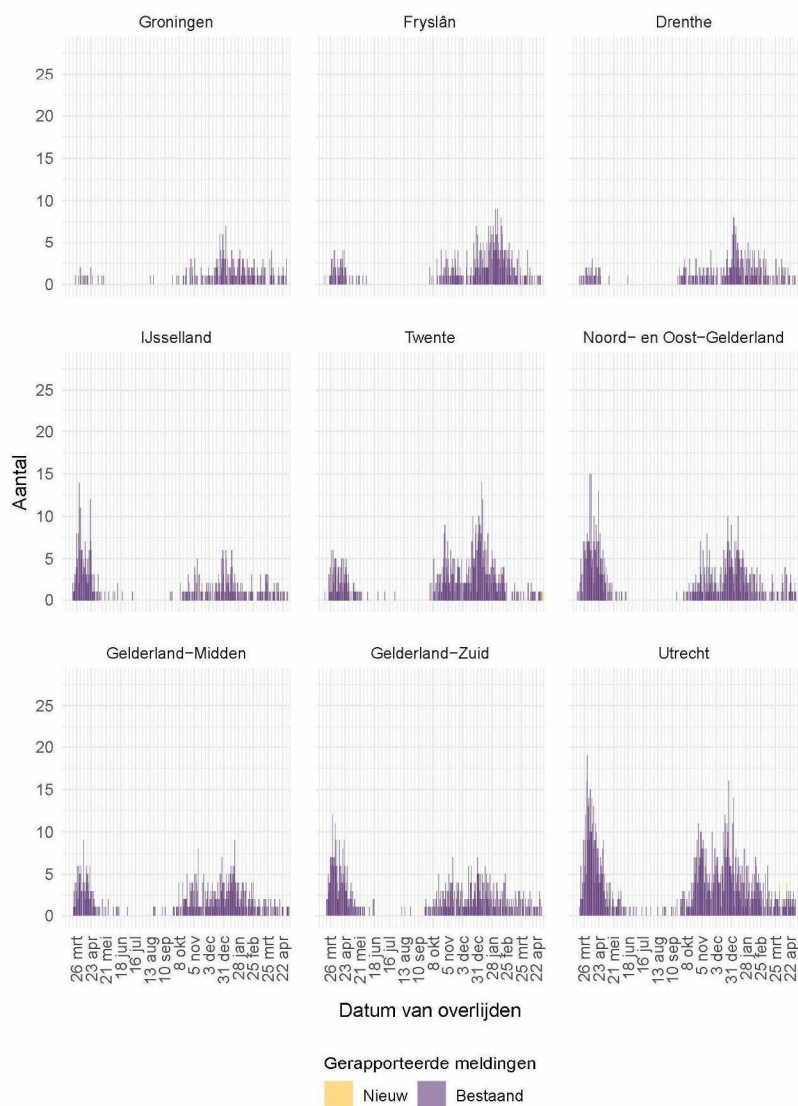 Groningen Fryslân Drenthe
25
20
15
10
5
0
IJsselland Twente Noord- en Oost-Gelderland
25
20
15
10
5
0
Aantal
Gelderland-Midden Gelderland-Zuid Utrecht
25
20
15
10
5
0
26 mrt 23 apr 21 mei 18 jun 16 jul 13 aug 10 sep 8 okt 5 nov 3 dec 31 dec 28 jan 25 feb 25 mrt 22 apr 26 mrt 23 apr 21 mei 18 jun 16 jul 13 aug 10 sep 8 okt 5 nov 3 dec 31 dec 28 jan 25 feb 25 mrt 22 apr 26 mrt 23 apr 21 mei 18 jun 16 jul 13 aug 10 sep 8 okt 5 nov 3 dec 31 dec 28 jan 25 feb 25 mrt 22 apr
Datum van overlijden
Gerapporteerde meldingen
Nieuw Bestaand